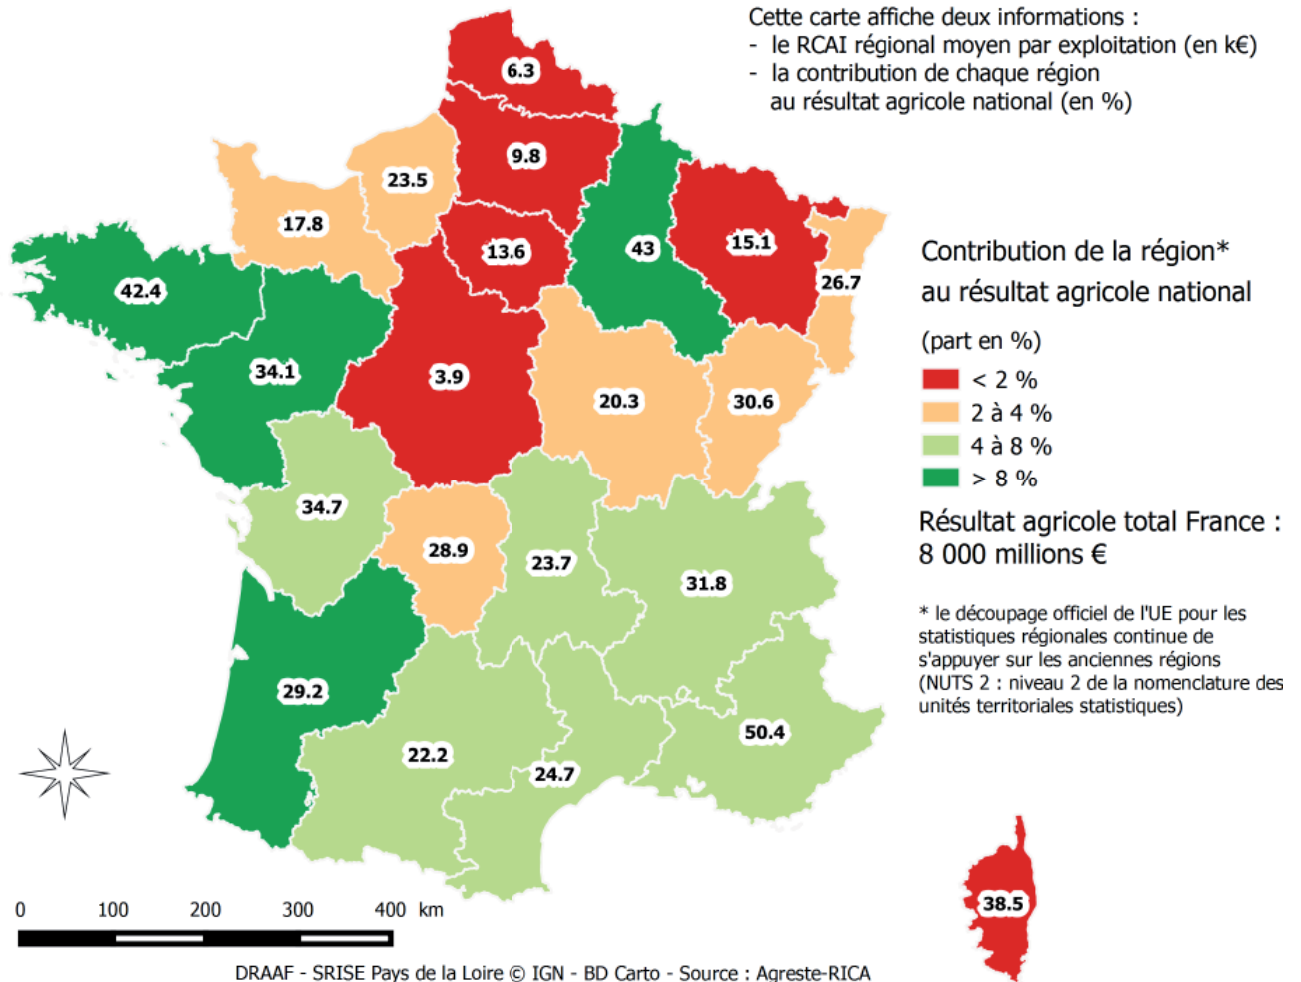 Cette carte affiche deux informations :
- le RCAI régional moyen par exploitation (en k€)
- la contribution de chaque région
au résultat agricole national (en %)
6.3
9.8
23.5
17.8
13.6
43
15.1
26.7
42.4
34.1
3.9
20.3
30.6
34.7
28.9
23.7
31.8
29.2
22.2
24.7
50.4
38.5
Contribution de la région*
au résultat agricole national
(part en %)
< 2 %
2 à 4 %
4 à 8 %
> 8 %
Résultat agricole total France :
8 000 millions €
* le découpage officiel de l'UE pour les
statistiques régionales continue de
s'appuyer sur les anciennes régions
(NUTS 2 : niveau 2 de la nomenclature des
unités territoriales statistiques)
0 100 200 300 400 km
DRAAF - SRISE Pays de la Loire © IGN - BD Carto - Source : Agreste-RICA